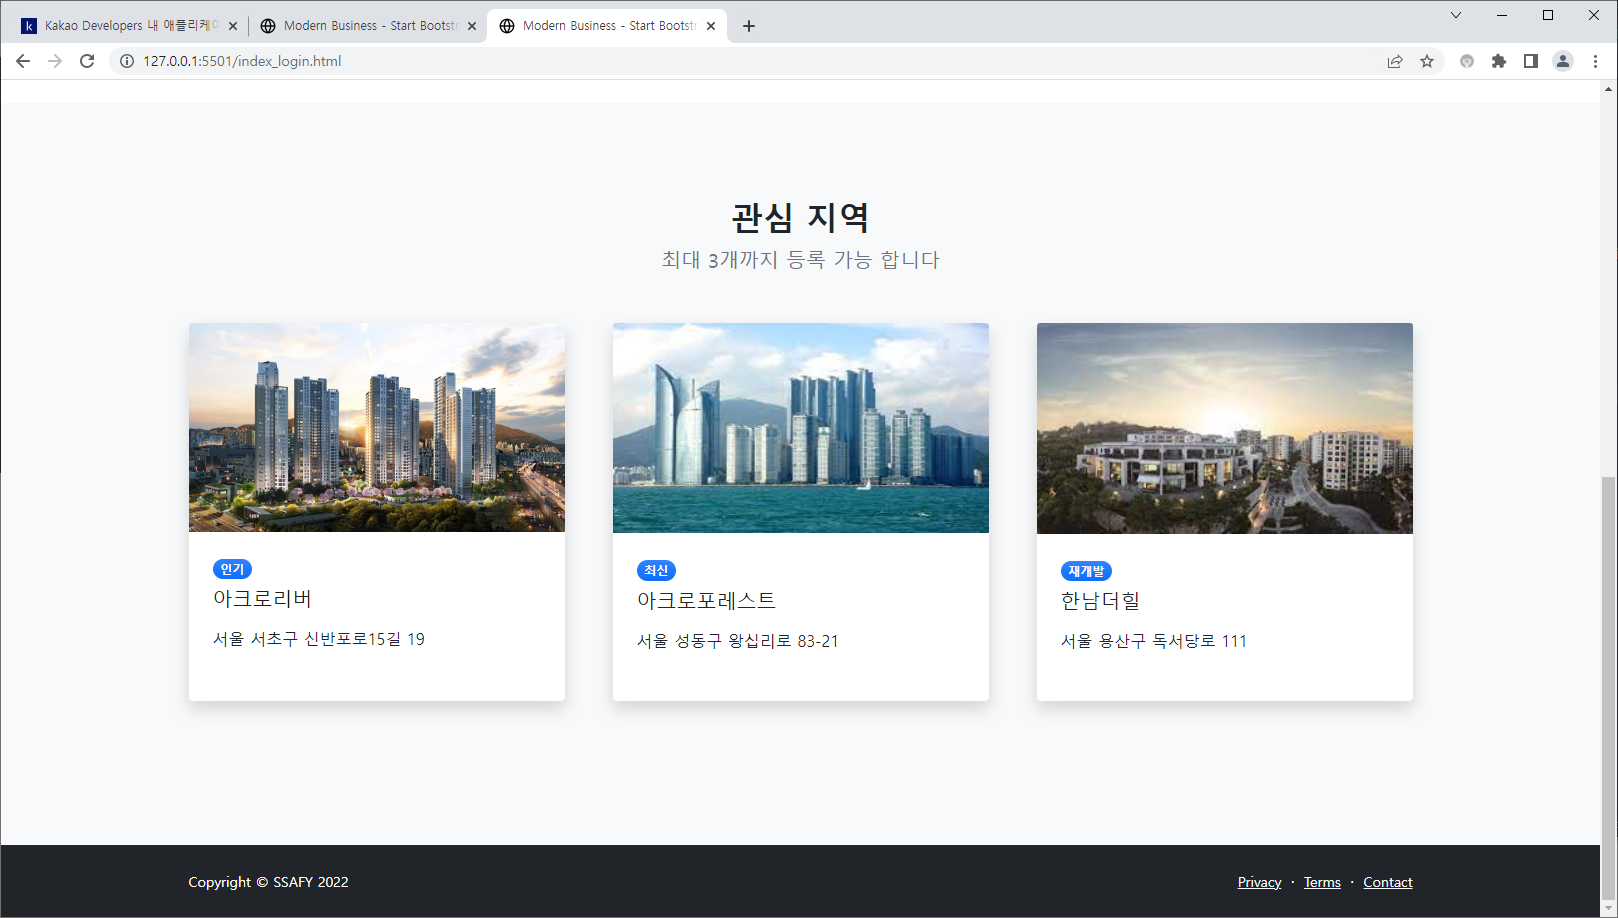 Kakao Developers 내 애플리케이
Modern Business - Start Bootstr
Modern Business - Start Bootstr
127.0.0.1:5501/index_login.html
관심 지역
최대 3개까지 등록 가능 합니다
인기
아크로리버
서울 서초구 신반포로15길 19
최신
아크로포레스트
서울 성동구 왕십리로 83-21
재개발
한남더힐
서울 용산구 독서당로 111
Copyright © SSAFY 2022
Privacy · Terms · Contact